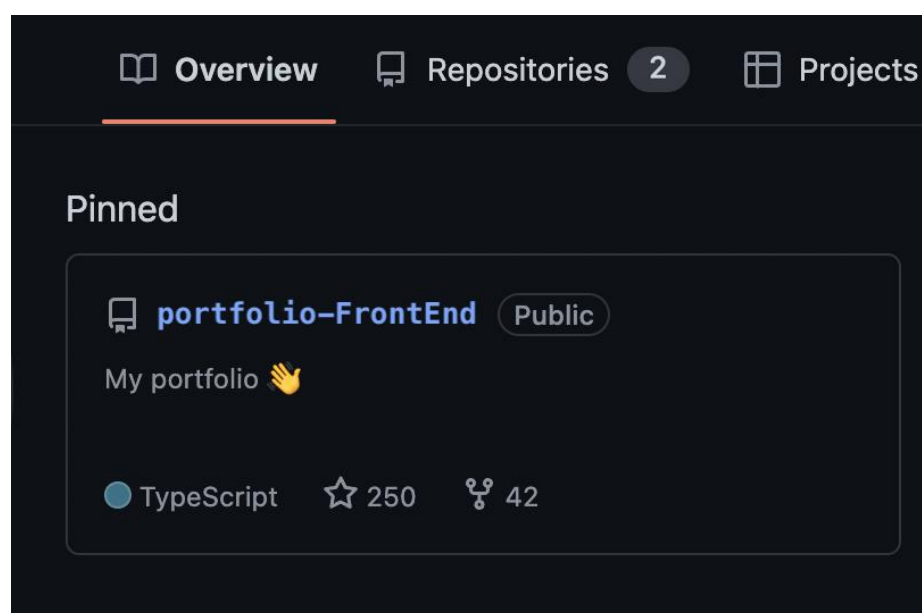 Overview Repositories 2 Projects
Pinned
portfolio-FrontEnd Public
My portfolio 👋
TypeScript 250 42